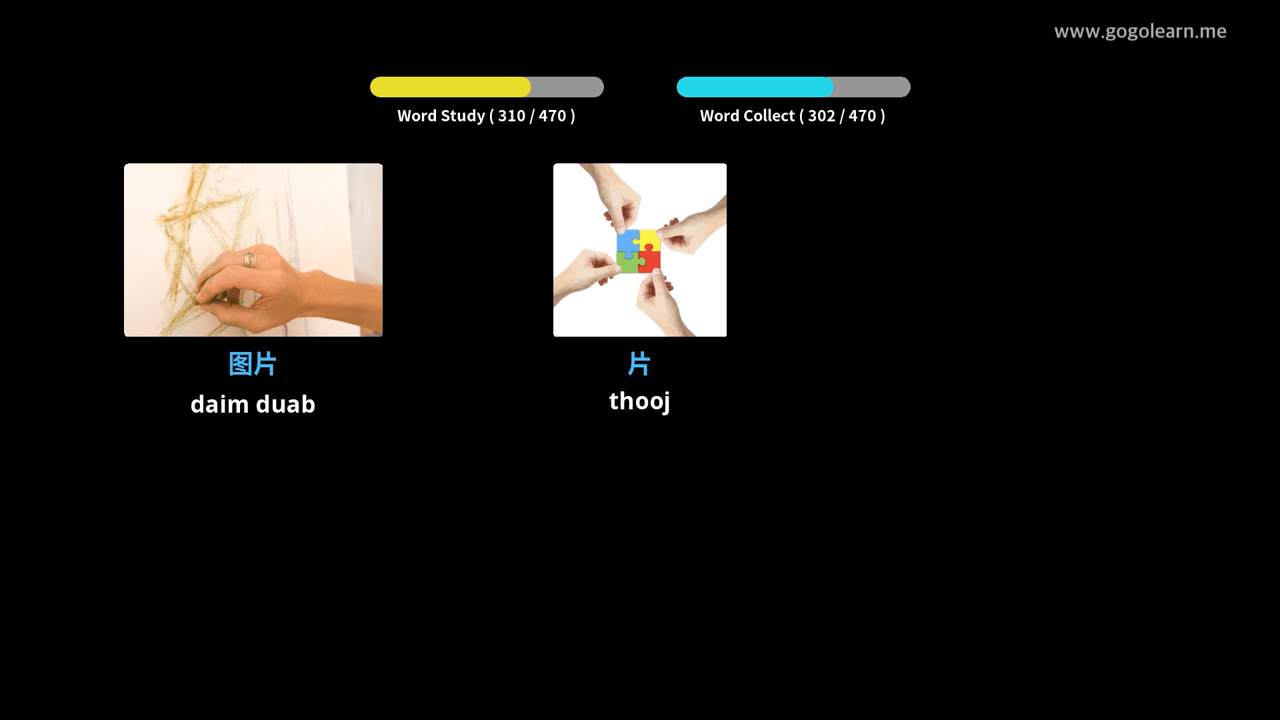 www.gogolearn.me
Word Study ( 310 / 470 )
Word Collect ( 302 / 470 )
图片
daim duab
片
thooj